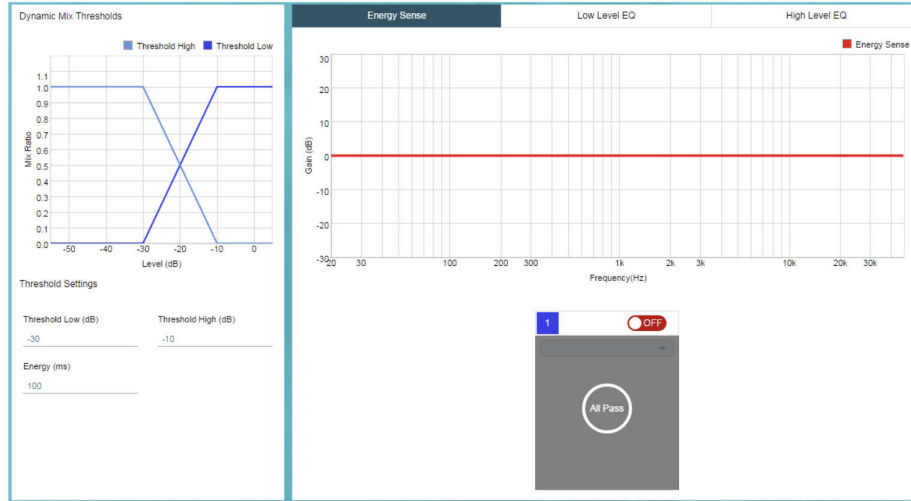 Dynamic Mix Thresholds
Threshold High
Threshold Low
1.1
1.0
0.9
0.8
0.7
0.6
0.5
0.4
0.3
0.2
0.1
0.0
Mix Ratio
-50 -40 -30 -20 -10 0
Level (dB)
Threshold Settings
Threshold Low (dB)
Threshold High (dB)
-30
-10
Energy (ms)
100
Energy Sense
Low Level EQ
High Level EQ
Energy Sense
30
20
10
0
-10
-20
-30
Gain (dB)
20 30 100 200 300 1k 2k 3k 10k 20k 30k
Frequency(Hz)
1
OFF
All Pass